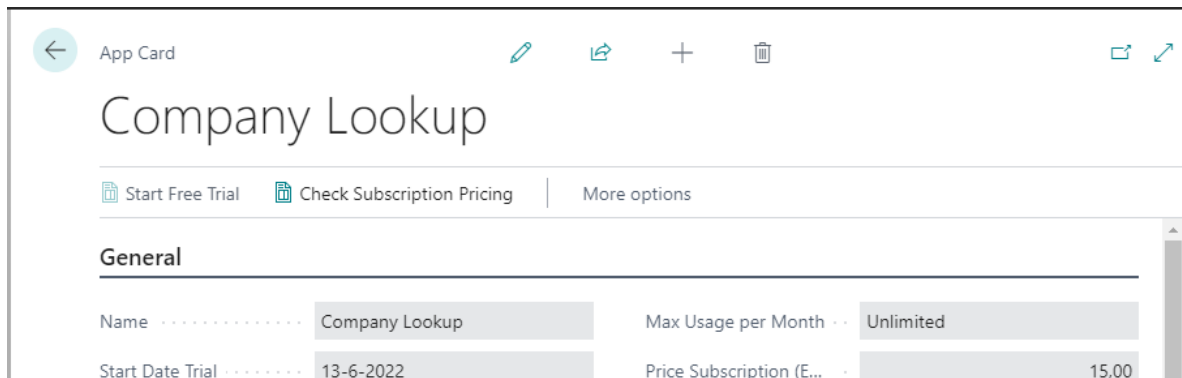 App Card
Company Lookup
Start Free Trial Check Subscription Pricing More options
General
Name Company Lookup Max Usage per Month Unlimited
Start Date Trial 13-6-2022 Price Subscription (E... 15.00